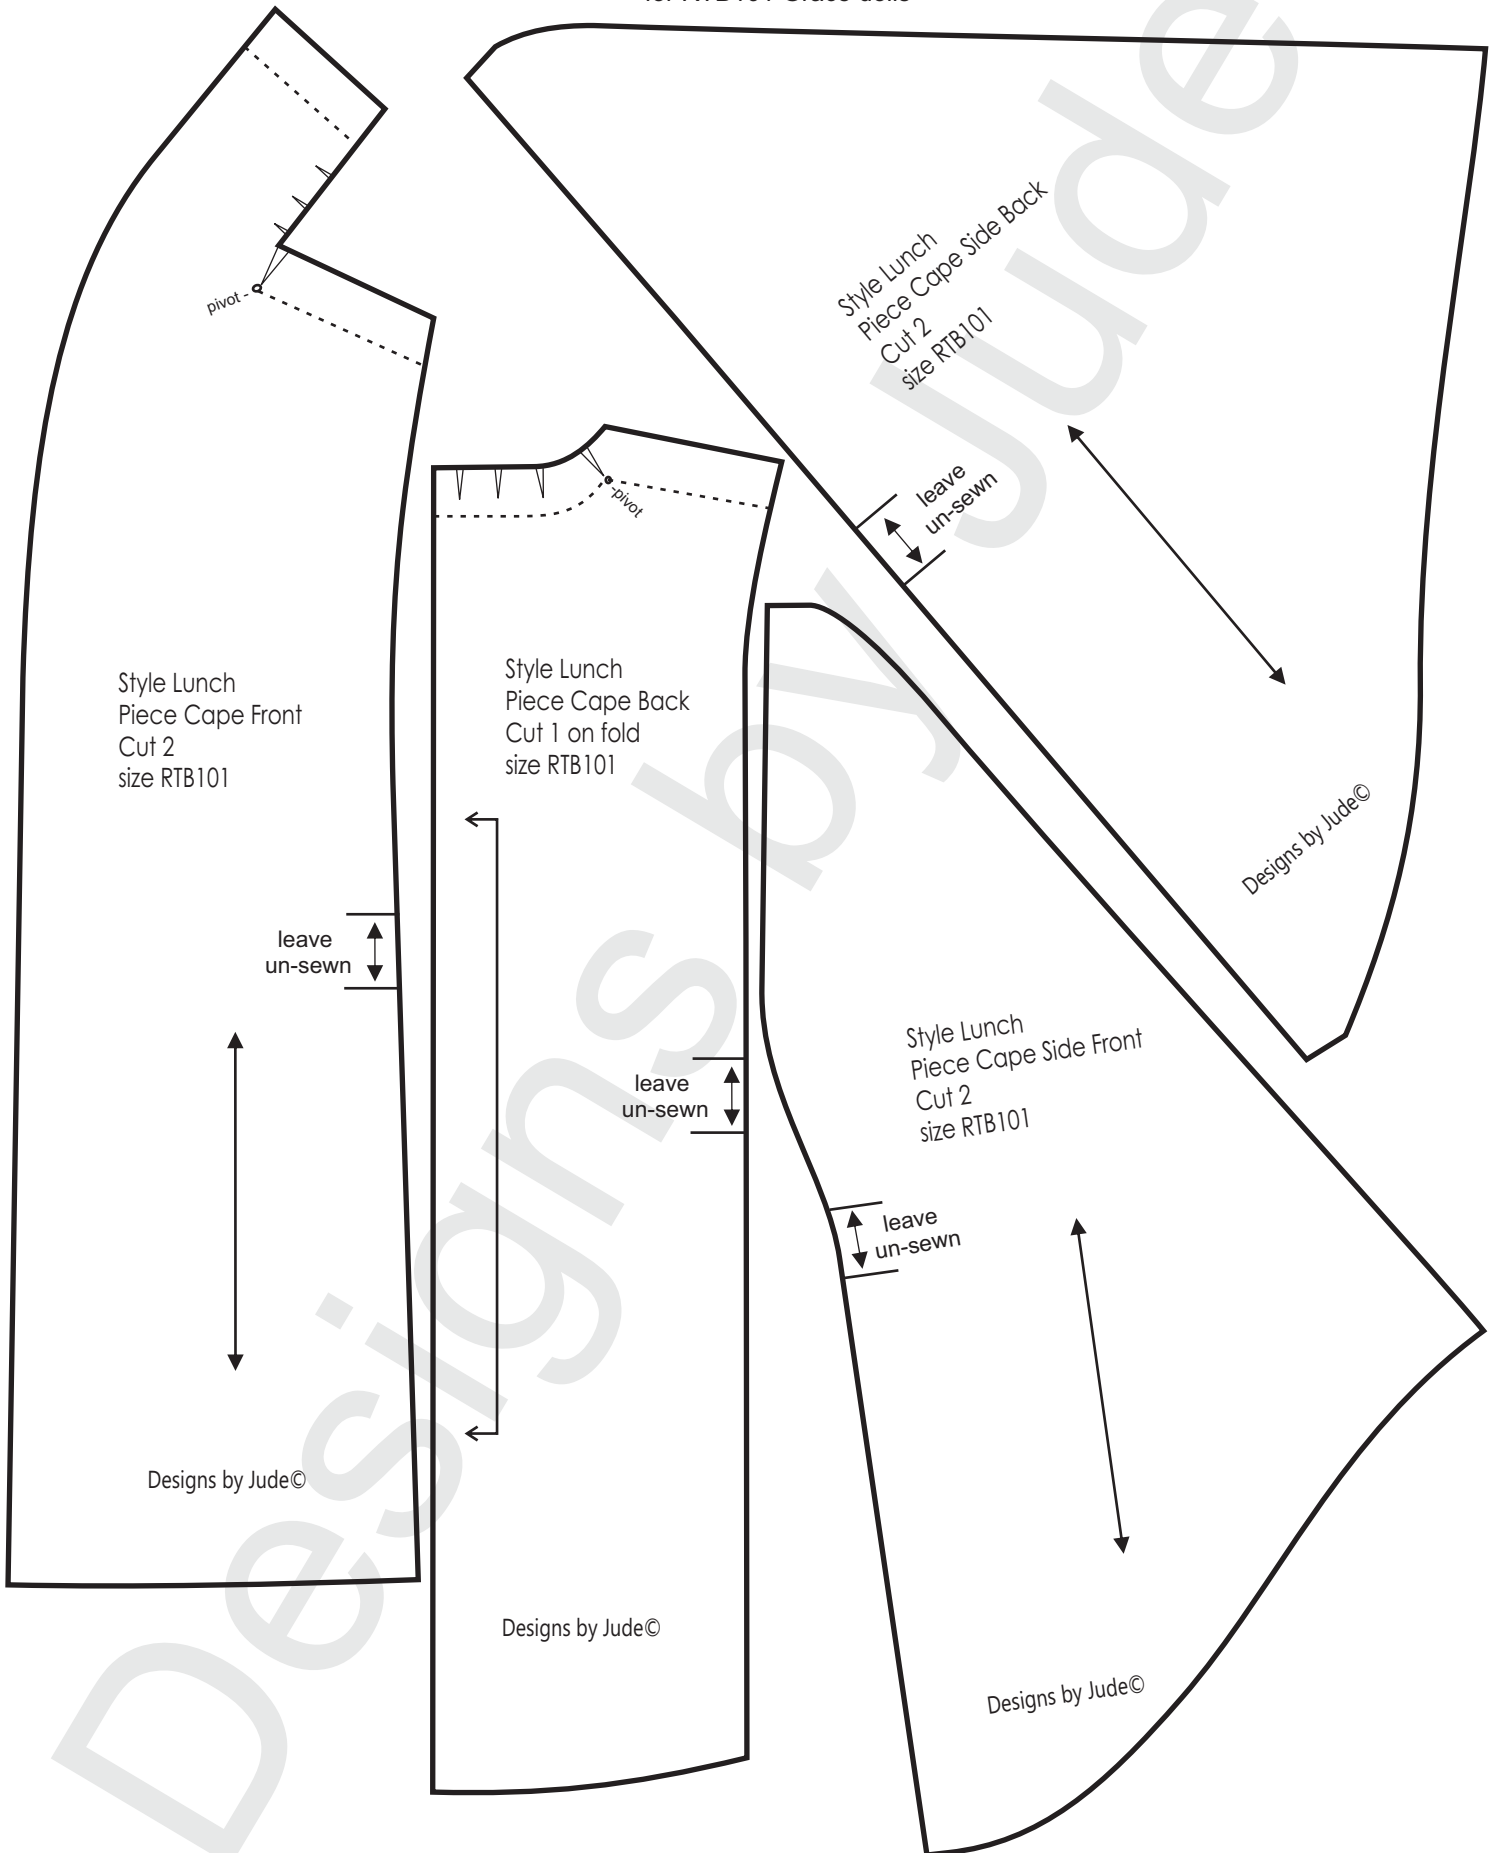 pivot -
Style Lunch
Piece Cape Front
Cut 2
size RTB101
leave
un-sewn
Designs by Jude©
-pivot
Style Lunch
Piece Cape Back
Cut 1 on fold
size RTB101
leave
un-sewn
Designs by Jude©
Style Lunch
Piece Cape Side Back
Cut 2
size RTB101
leave
un-sewn
Designs by Jude©
Style Lunch
Piece Cape Side Front
Cut 2
size RTB101
leave
un-sewn
Designs by Jude©
Designs by Jude